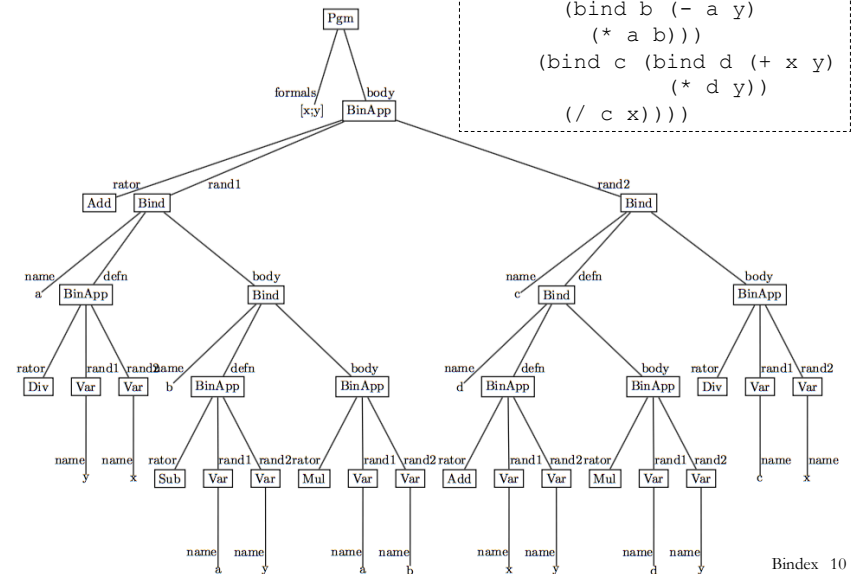 (bind b (- a y)
(* a b)))
(bind c (bind d (+ x y)
(* d y))
(/ c x))))
Pgm
formals body
[x;y] BinApp
rator rand1 rand2
Add Bind Bind
name defn body name defn body
a BinApp Bind c Bind BinApp
rator rand1 rand2 name defn body name defn body rator rand1 rand2
Div Var Var b BinApp BinApp d BinApp BinApp Div Var Var
name name rator rand1 rand2 rator rand1 rand2 rator rand1 rand2 rator rand1 rand2 name name
y x Sub Var Var Mul Var Var Add Var Var Mul Var Var c x
name name name name name name name name
a y a b x y d y
Bindex 10